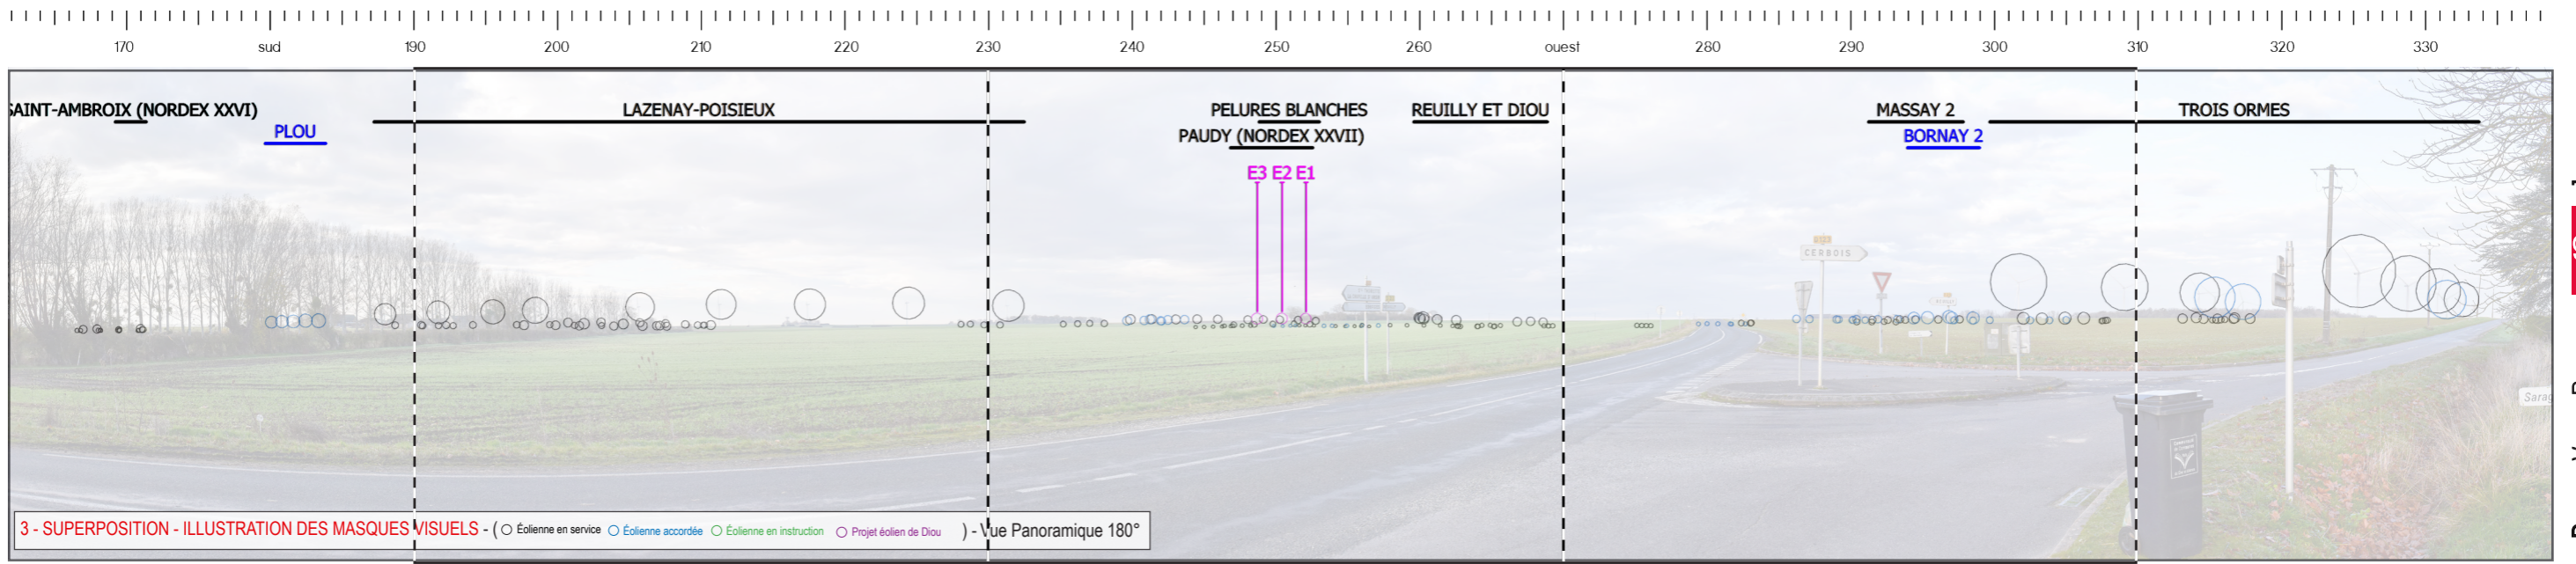 170 sud 190 200 210 220 230 240 250 260 ouest 280 290 300 310 320 330
SAINT-AMBROIX (NORDEX XXVI) LAZENAY-POISIEUX PELURES BLANCHES REUILLY ET DIOU MASSAY 2 TROIS ORMES
PLOU PAUDY (NORDEX XXVII) BORNAY 2
E3 E2 E1
CERBOIS
Sarag
3 - SUPERPOSITION - ILLUSTRATION DES MASQUES VISUELS - ( Éolienne en service Éolienne accordée Éolienne en instruction Projet éolien de Diou ) - Vue Panoramique 180°